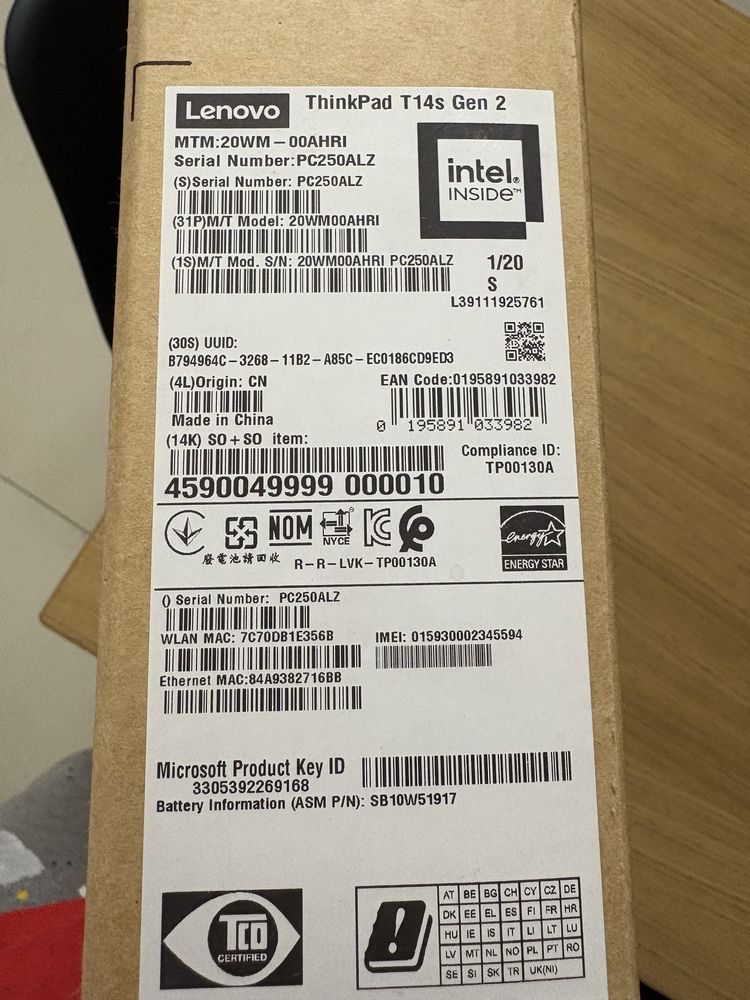 Lenovo
ThinkPad T14s Gen 2
MTM:20WM-00AHRI
Serial Number:PC250ALZ
(S)Serial Number: PC250ALZ
intel.
INSIDE™
(31P)M/T Model: 20WM00AHRI
(1S)M/T Mod. S/N: 20WM00AHRI PC250ALZ
1/20
S
L39111925761
(30S) UUID:
B794964C-3268-11B2-A85C-EC0186CD9ED3
(4L)Origin: CN
EAN Code:0195891033982
Made in China
0 195891 033982
(14K) SO+SO item:
Compliance ID:
TP00130A
4590049999 000010
NOM
NYCE
廢電池請回收
R-R-LVK-TP00130A
energy
ENERGY STAR
() Serial Number: PC250ALZ
WLAN MAC: 7C70DB1E356B
IMEI: 015930002345594
Ethernet MAC:84A9382716BB
Microsoft Product Key ID
3305392269168
Battery Information (ASM P/N): SB10W51917
TCO
CERTIFIED
!
AT BE BG CH CY CZ DE
DK EE EL ES FI FR HR
HU IE IS IT LI LT LU
LV MT NL NO PL PT RO
SE SI SK TR UK(NI)